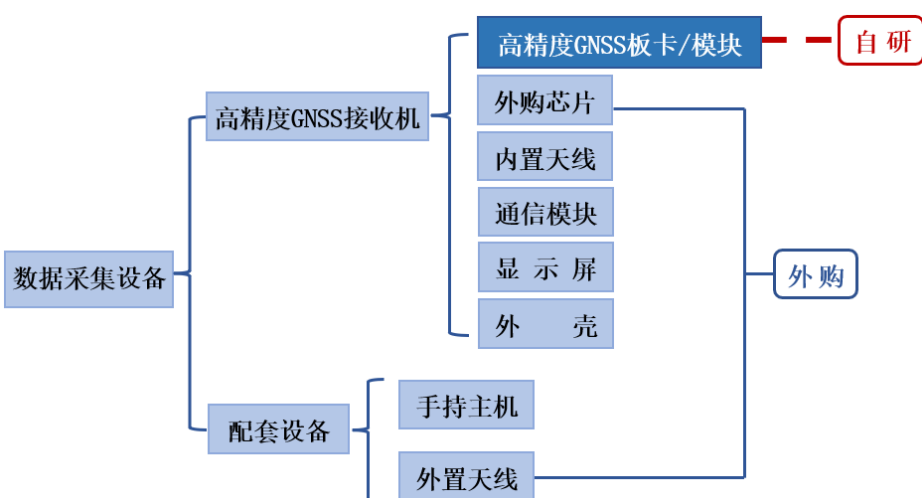 高精度GNSS板卡/模块
自 研
外购芯片
高精度GNSS接收机
内置天线
通信模块
显 示 屏
数据采集设备
外购
外 壳
手持主机
配套设备
外置天线